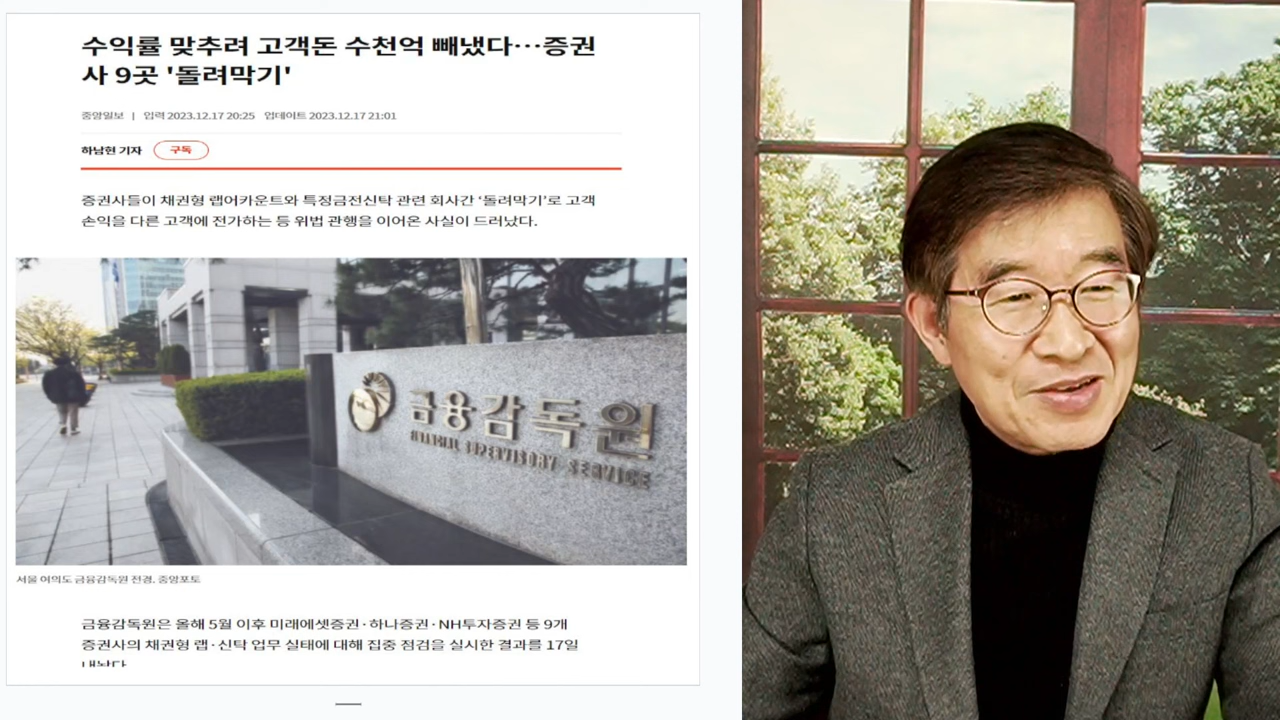 수익률 맞추려 고객돈 수천억 빼냈다…증권
사 9곳 '돌려막기'
중앙일보 | 입력 2023.12.17 20:25 업데이트 2023.12.17 21:01
하남현 기자 구독
증권사들이 채권형 랩어카운트와 특정금전신탁 관련 회사간 ‘돌려막기’로 고객
손익을 다른 고객에 전가하는 등 위법 관행을 이어온 사실이 드러났다.
금융감독원
FINANCIAL SUPERVISORY SERVICE
서울 여의도 금융감독원 전경. 중앙포토
금융감독원은 올해 5월 이후 미래에셋증권·하나증권·NH투자증권 등 9개
증권사의 채권형 랩·신탁 업무 실태에 대해 집중 점검을 실시한 결과를 17일